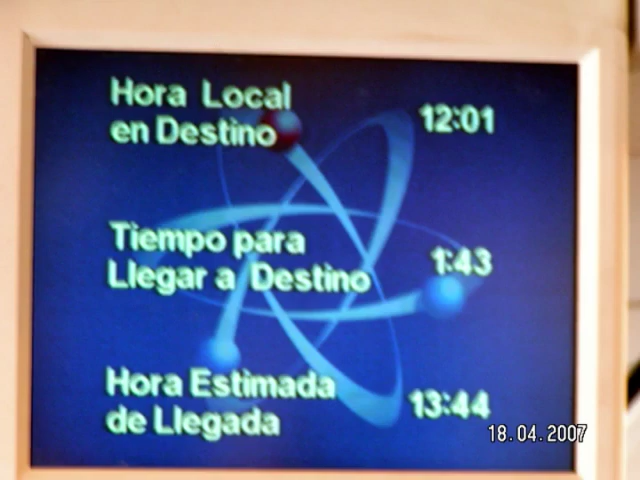 Hora Local
en Destino
12:01
Tiempo para
Llegar a Destino
1:43
Hora Estimada
de Llegada
13:44
18.04.2007